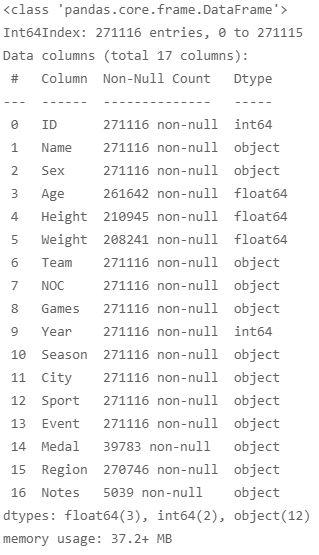 <class 'pandas.core.frame.DataFrame'>
Int64Index: 271116 entries, 0 to 271115
Data columns (total 17 columns):
 #   Column  Non-Null Count   Dtype
---  ------  --------------   -----
 0   ID      271116 non-null  int64
 1   Name    271116 non-null  object
 2   Sex     271116 non-null  object
 3   Age     261642 non-null  float64
 4   Height  210945 non-null  float64
 5   Weight  208241 non-null  float64
 6   Team    271116 non-null  object
 7   NOC     271116 non-null  object
 8   Games   271116 non-null  object
 9   Year    271116 non-null  int64
 10  Season  271116 non-null  object
 11  City    271116 non-null  object
 12  Sport   271116 non-null  object
 13  Event   271116 non-null  object
 14  Medal   39783 non-null   object
 15  Region  270746 non-null  object
 16  Notes   5039 non-null    object
dtypes: float64(3), int64(2), object(12)
memory usage: 37.2+ MB